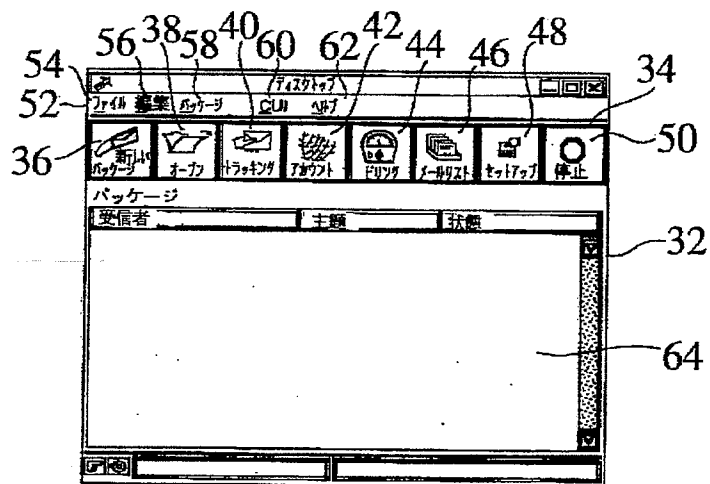 40 42
56 38 58 60 62 44 46 48
54 ディスクトップ 34
52 ファイル 編集 パッケージ CUI ヘルプ
36 新しいパッケージ オープン トラッキング アカウント ドリング メールリスト セットアップ 停止 50
パッケージ
受信者 主題 状態
32
64